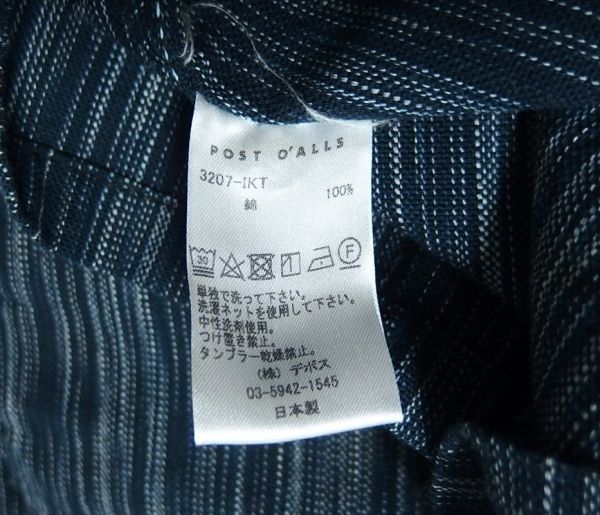 POST O'ALLS
3207-IKT
綿 100%
30 F
単独で洗って下さい。
洗濯ネットを使用して下さい。
中性洗剤使用。
つけ置き禁止。
タンブラー乾燥禁止。
(株) デポス
03-5942-1545
日本製